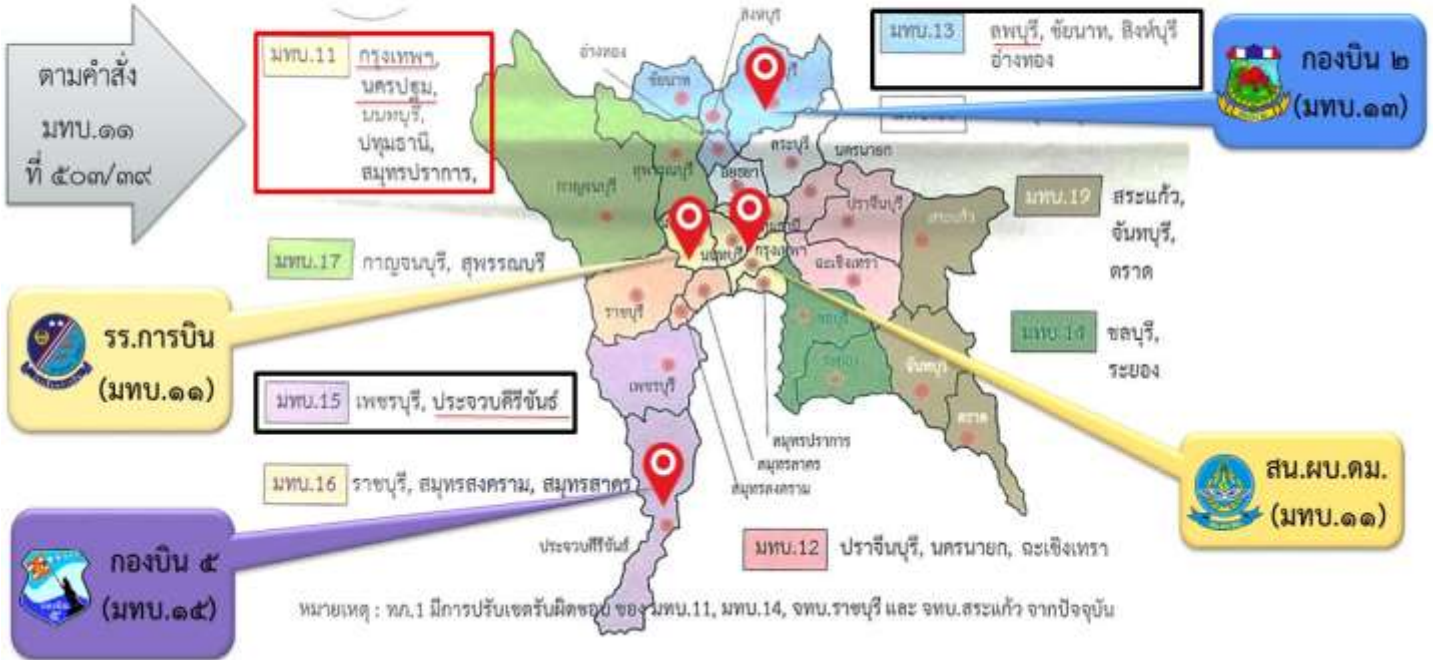 ตามคำสั่ง
มทบ.๑๑
ที่ ๕๐๓/๓๙
มทบ.11 กรุงเทพฯ,
นครปฐม,
นนทบุรี,
ปทุมธานี,
สมุทรปราการ,
สิงหบุรี
อ่างทอง
ชัยนาท
มทบ.13 ลพบุรี, ชัยนาท, สิงห์บุรี
อ่างทอง
กองบิน ๒
(มทบ.๑๓)
สระบุรี
นครนายก
สุพรรณบุรี
อยุธยา
กาญจนบุรี
ปราจีนบุรี
สระแก้ว
มทบ.19 สระแก้ว,
จันทบุรี,
ตราด
มทบ.17 กาญจนบุรี, สุพรรณบุรี
นนทบุรี
กรุงเทพฯ
ฉะเชิงเทรา
ราชบุรี
ชลบุรี
ระยอง
จันทบุรี
ตราด
มทบ.14 ชลบุรี,
ระยอง
รร.การบิน
(มทบ.๑๑)
เพชรบุรี
มทบ.15 เพชรบุรี, ประจวบคีรีขันธ์
สมุทรปราการ
สมุทรสาคร
สมุทรสงคราม
มทบ.16 ราชบุรี, สมุทรสงคราม, สมุทรสาคร
สน.ผบ.ดม.
(มทบ.๑๑)
ประจวบคีรีขันธ์
มทบ.12 ปราจีนบุรี, นครนายก, ฉะเชิงเทรา
กองบิน ๕
(มทบ.๑๕)
หมายเหตุ : ทภ.1 มีการปรับเขตรับผิดชอบ ของ มทบ.11, มทบ.14, จทบ.ราชบุรี และ จทบ.สระแก้ว จากปัจจุบัน